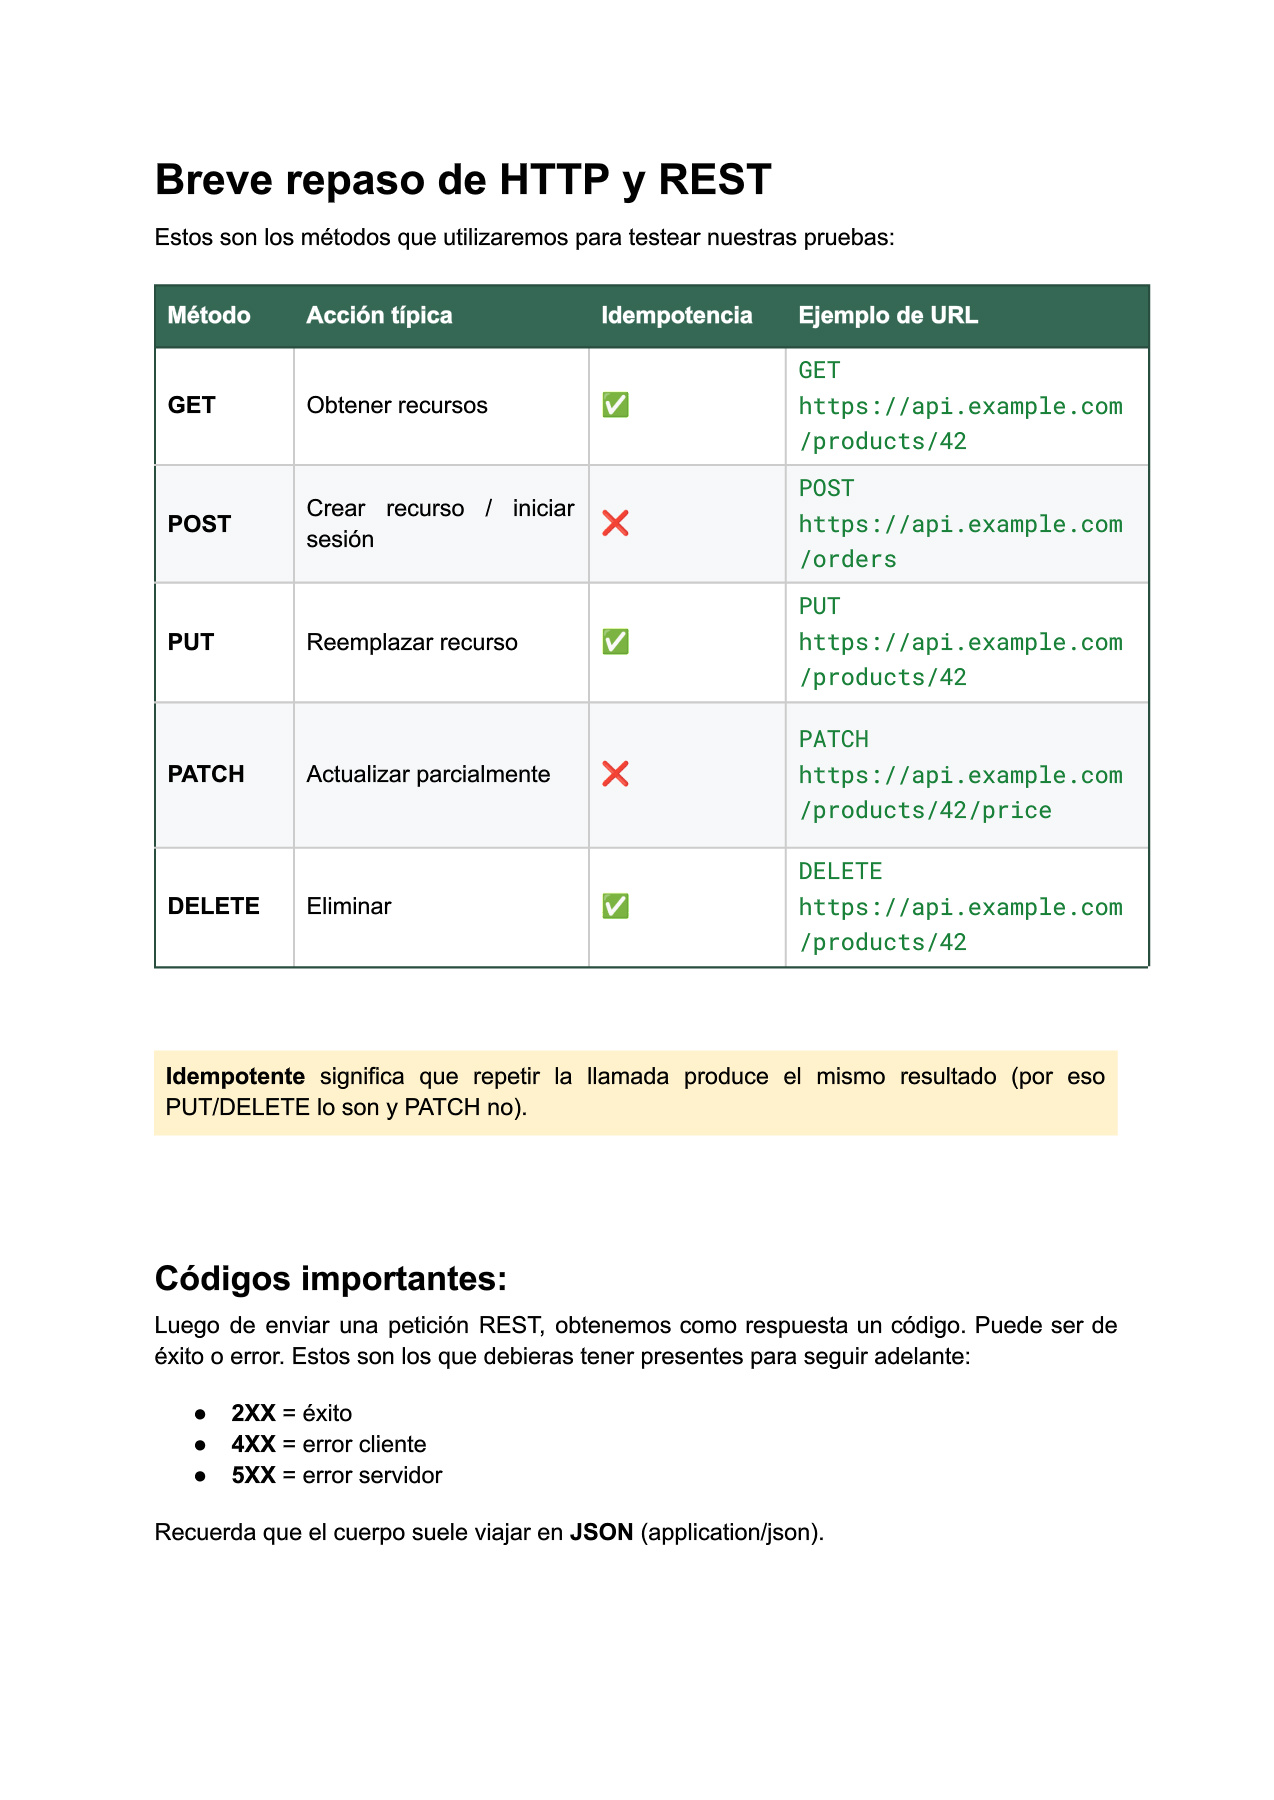 Breve repaso de HTTP y REST
Estos son los métodos que utilizaremos para testear nuestras pruebas:
Método Acción típica Idempotencia Ejemplo de URL
GET Obtener recursos ✅ GET
https://api.example.com
/products/42
POST Crear recurso / iniciar
sesión ❌ POST
https://api.example.com
/orders
PUT Reemplazar recurso ✅ PUT
https://api.example.com
/products/42
PATCH Actualizar parcialmente ❌ PATCH
https://api.example.com
/products/42/price
DELETE Eliminar ✅ DELETE
https://api.example.com
/products/42
Idempotente significa que repetir la llamada produce el mismo resultado (por eso
PUT/DELETE lo son y PATCH no).
Códigos importantes:
Luego de enviar una petición REST, obtenemos como respuesta un código. Puede ser de
éxito o error. Estos son los que debieras tener presentes para seguir adelante:
● 2XX = éxito
● 4XX = error cliente
● 5XX = error servidor
Recuerda que el cuerpo suele viajar en JSON (application/json).